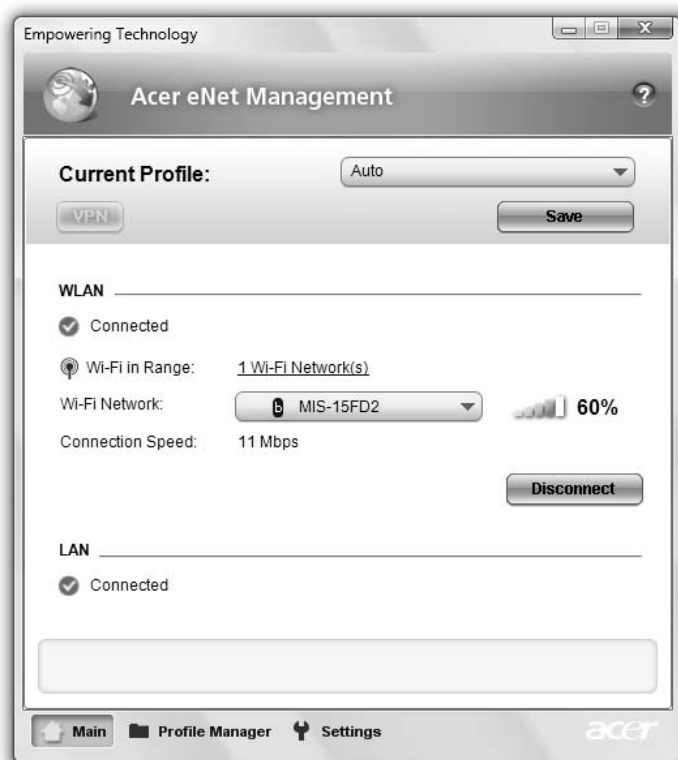 Empowering Technology
Acer eNet Management ?
Current Profile: Auto
VPN Save
WLAN
Connected
Wi-Fi in Range: 1 Wi-Fi Network(s)
Wi-Fi Network: b MIS-15FD2 60%
Connection Speed: 11 Mbps
Disconnect
LAN
Connected
Main Profile Manager Settings acer